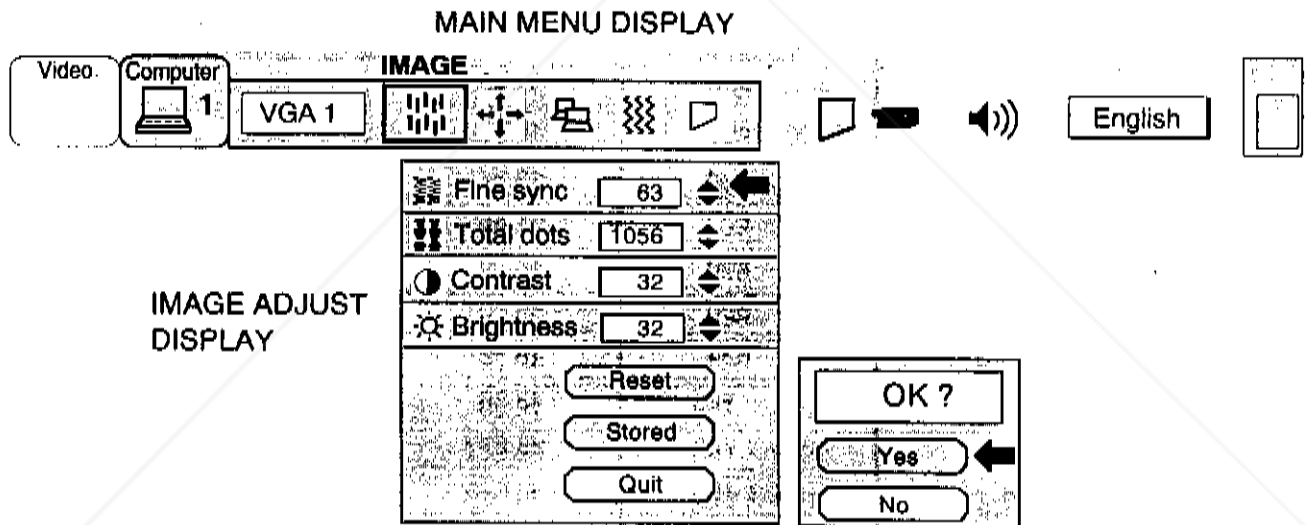 MAIN MENU DISPLAY
Video
Computer
1
VGA 1
IMAGE
English
Fine sync 63
Total dots 1056
Contrast 32
Brightness 32
IMAGE ADJUST
DISPLAY
Reset
Stored
Quit
OK ?
Yes
No